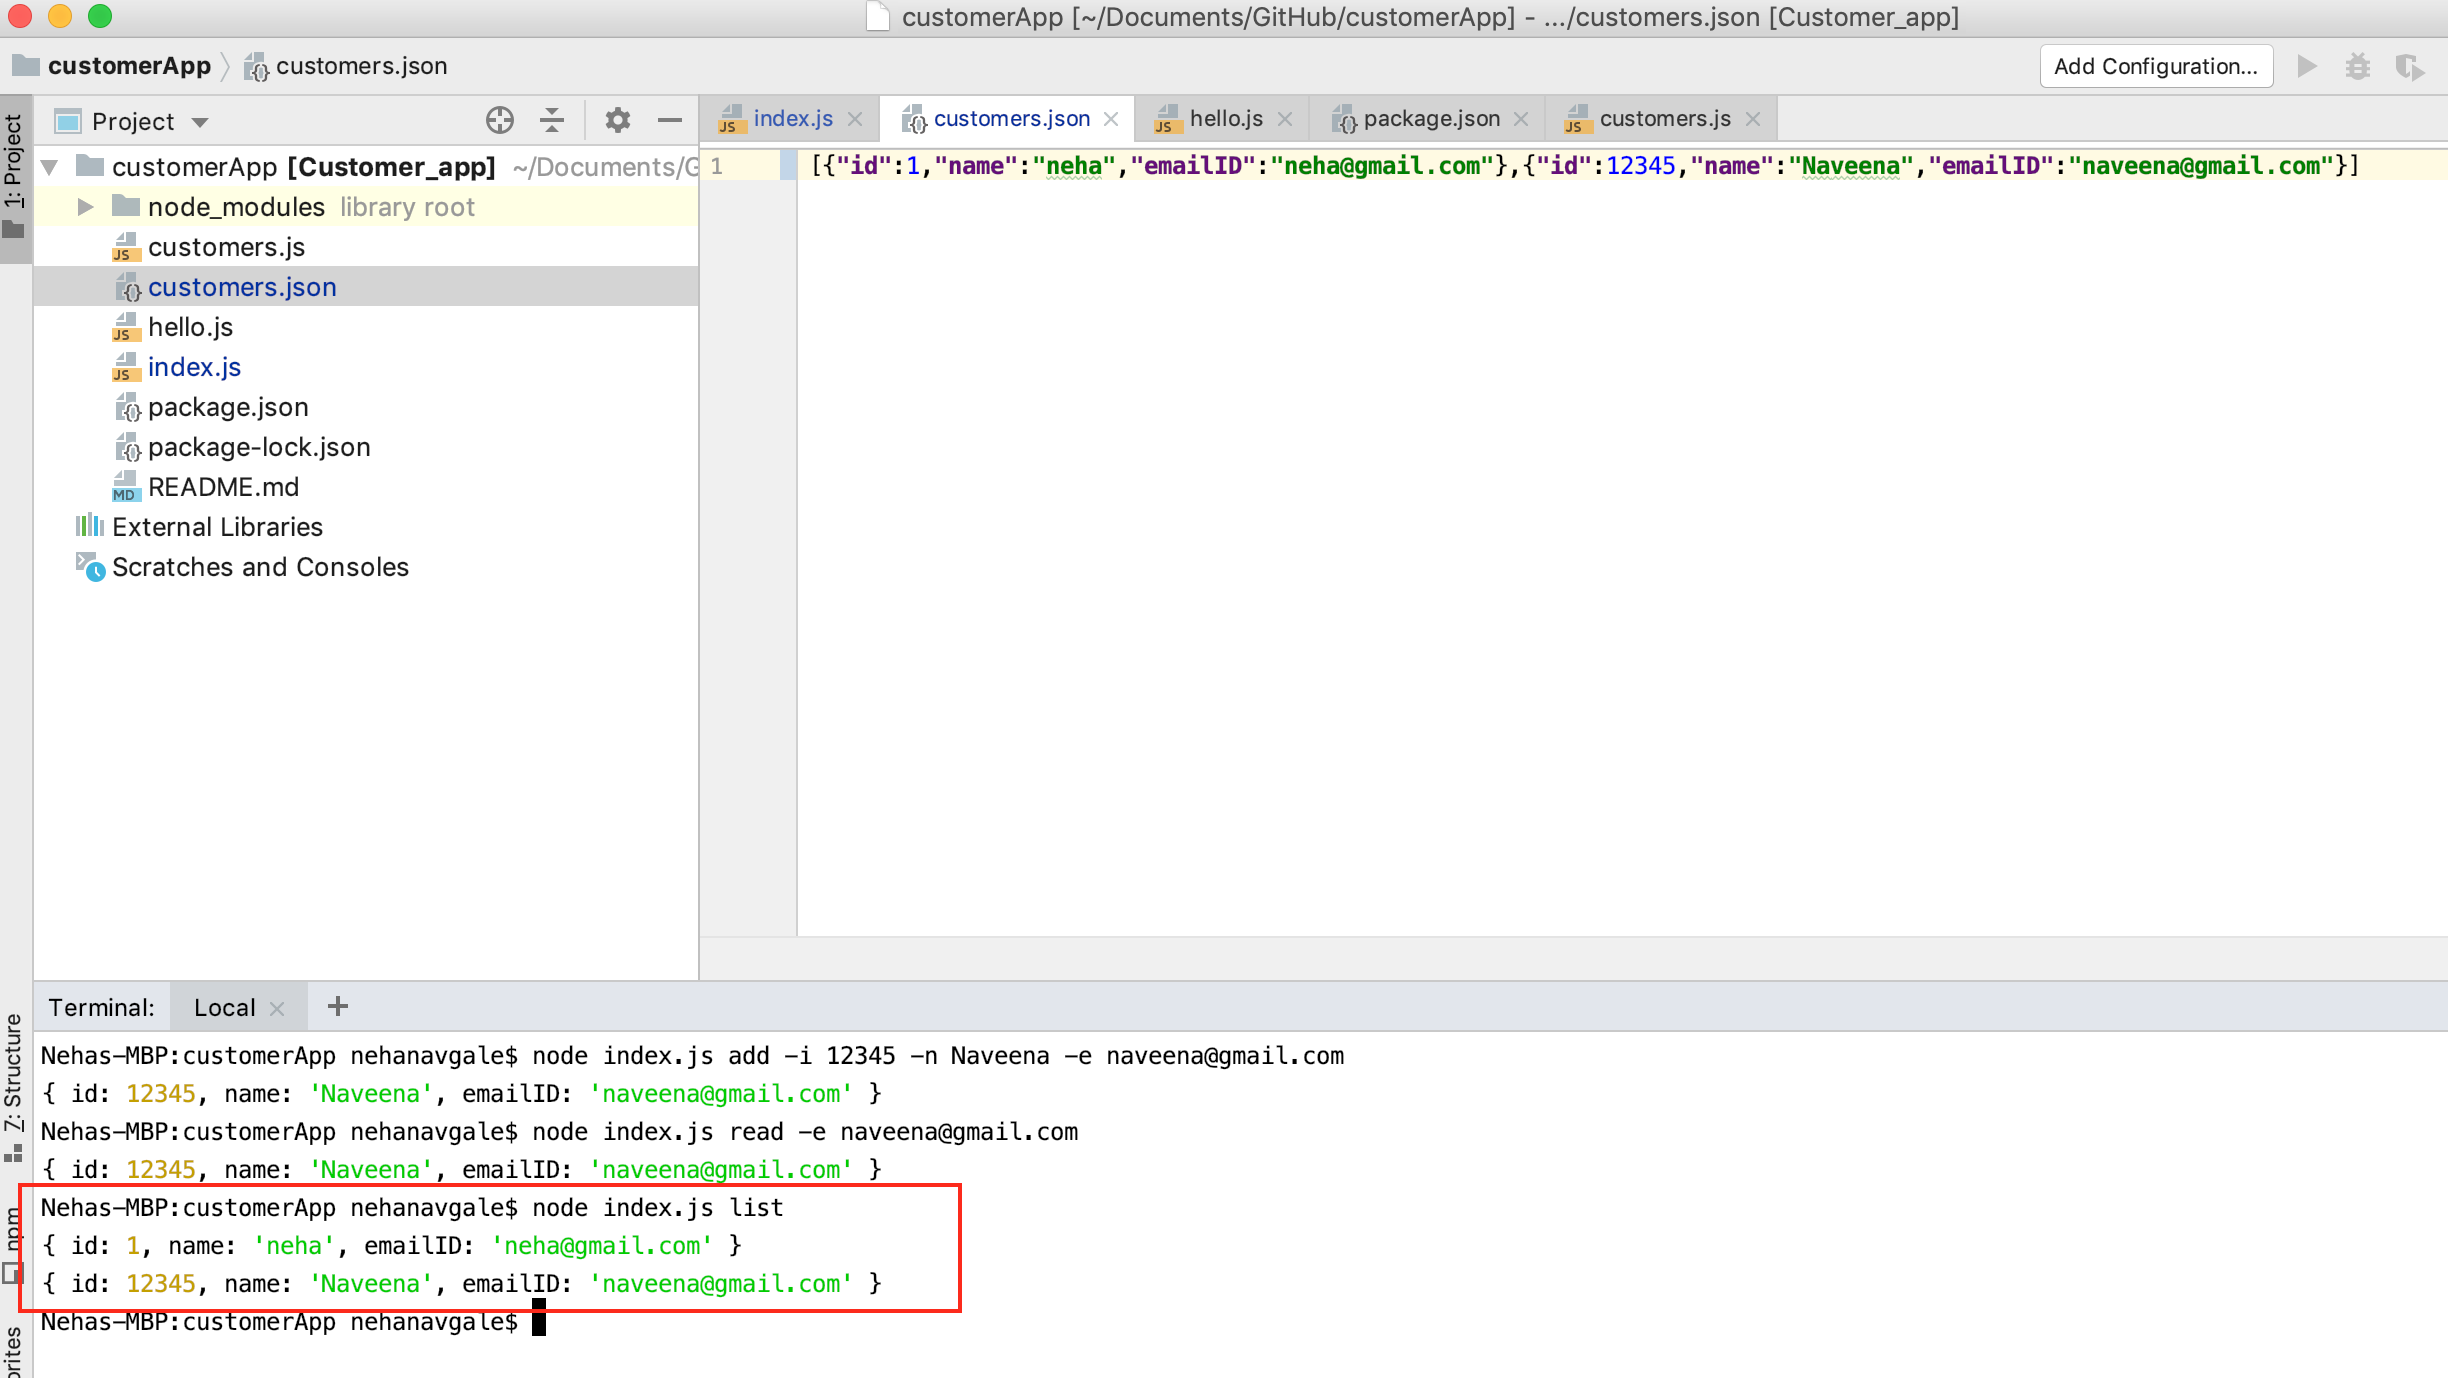 customerApp [~/Documents/GitHub/customerApp] - .../customers.json [Customer_app]
customerApp customers.json
Add Configuration...
1: Project
Project
index.js
customers.json
hello.js
package.json
customers.js
customerApp [Customer_app] ~/Documents/G
node_modules library root
customers.js
customers.json
hello.js
index.js
package.json
package-lock.json
README.md
External Libraries
Scratches and Consoles
1 [{"id":1,"name":"neha","emailID":"neha@gmail.com"},{"id":12345,"name":"Naveena","emailID":"naveena@gmail.com"}]
7: Structure
npm
Terminal: Local +
Nehas-MBP:customerApp nehanavgale$ node index.js add -i 12345 -n Naveena -e naveena@gmail.com
{ id: 12345, name: 'Naveena', emailID: 'naveena@gmail.com' }
Nehas-MBP:customerApp nehanavgale$ node index.js read -e naveena@gmail.com
{ id: 12345, name: 'Naveena', emailID: 'naveena@gmail.com' }
Nehas-MBP:customerApp nehanavgale$ node index.js list
{ id: 1, name: 'neha', emailID: 'neha@gmail.com' }
{ id: 12345, name: 'Naveena', emailID: 'naveena@gmail.com' }
Nehas-MBP:customerApp nehanavgale$